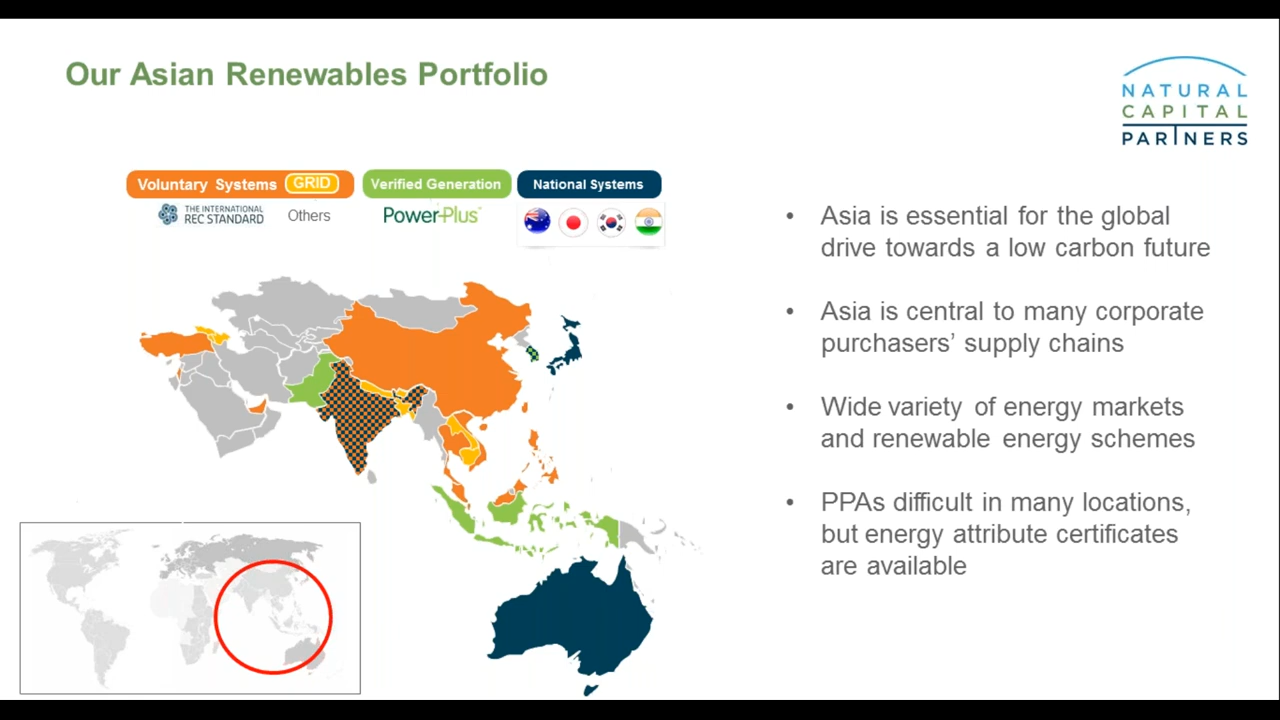 Our Asian Renewables Portfolio
NATURAL
CAPITAL
PARTNERS
Voluntary Systems GRID
Verified Generation
National Systems
THE INTERNATIONAL
REC STANDARD
Others
Power-Plus™
• Asia is essential for the global
drive towards a low carbon future
• Asia is central to many corporate
purchasers’ supply chains
• Wide variety of energy markets
and renewable energy schemes
• PPAs difficult in many locations,
but energy attribute certificates
are available